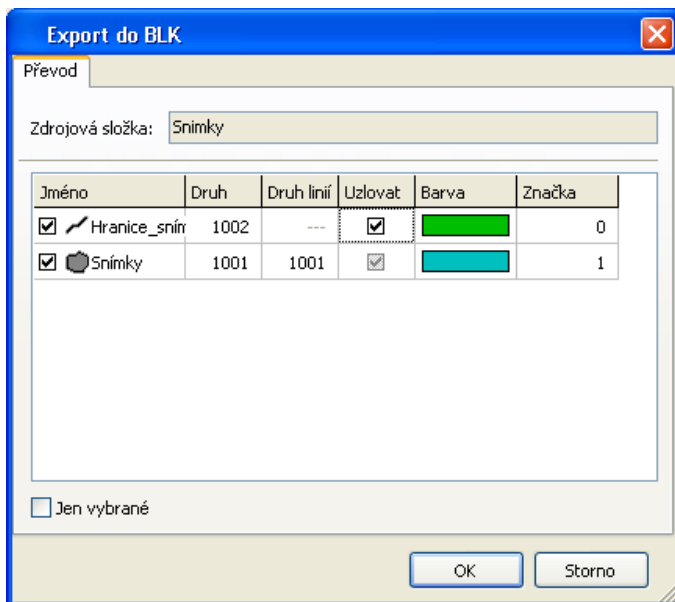 Export do BLK
Převod
Zdrojová složka: Snimky
Jméno Druh Druh linií Uzlovat Barva Značka
Hranice_sním 1002 --- 0
Snímky 1001 1001 1
Jen vybrané
OK Storno